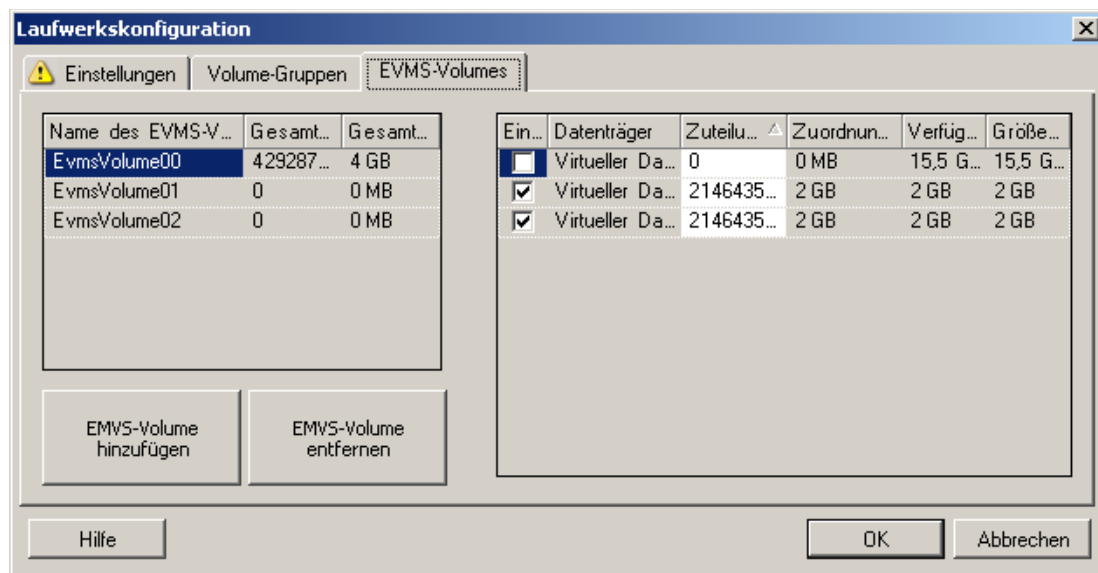 Laufwerkskonfiguration
Einstellungen Volume-Gruppen EVMS-Volumes
Name des EVMS-V... Gesamt... Gesamt...
EvmsVolume00 429287... 4 GB
EvmsVolume01 0 0 MB
EvmsVolume02 0 0 MB
EMVS-Volume
hinzufügen
EMVS-Volume
entfernen
Ein... Datenträger Zuteilu... Zuordnun... Verfüg... Größe...
Virtueller Da... 0 0 MB 15,5 G... 15,5 G...
Virtueller Da... 2146435... 2 GB 2 GB 2 GB
Virtueller Da... 2146435... 2 GB 2 GB 2 GB
Hilfe OK Abbrechen